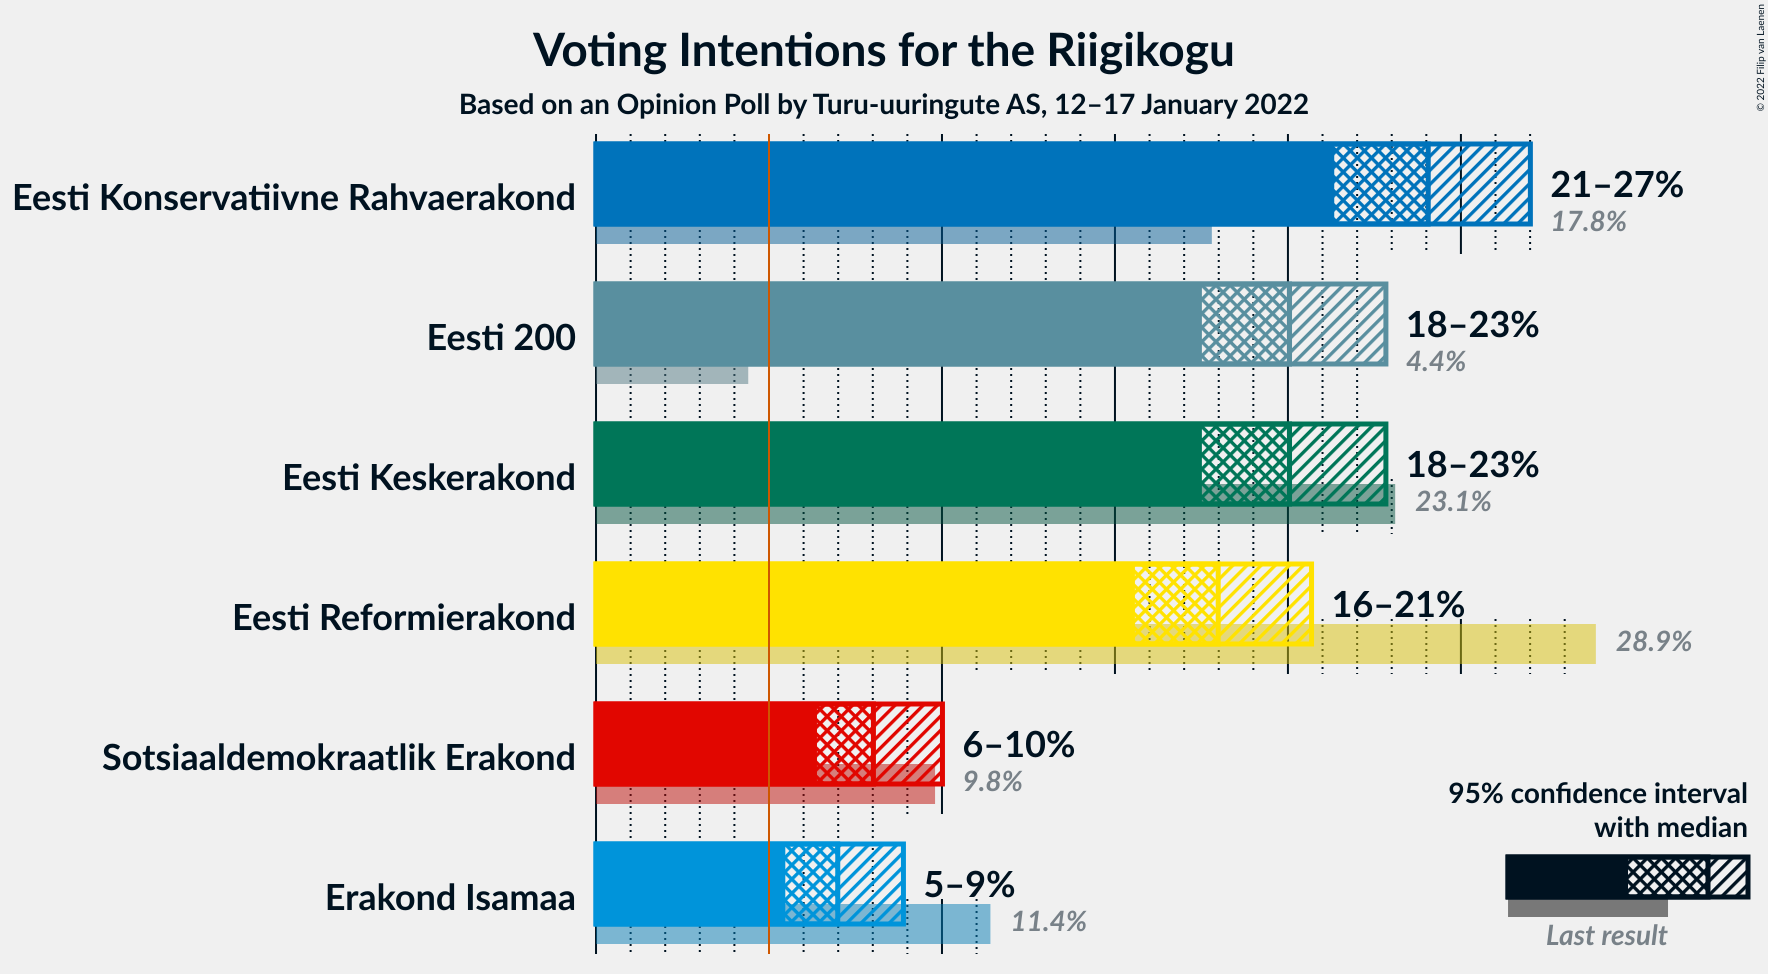 Voting Intentions for the Riigikogu
Based on an Opinion Poll by Turu-uuringute AS, 12–17 January 2022
© 2022 Filip van Laenen
Eesti Konservatiivne Rahvaerakond
21–27%
17.8%
Eesti 200
18–23%
4.4%
Eesti Keskerakond
18–23%
23.1%
Eesti Reformierakond
16–21%
28.9%
Sotsiaaldemokraatlik Erakond
6–10%
9.8%
Erakond Isamaa
5–9%
11.4%
95% confidence interval
with median
Last result